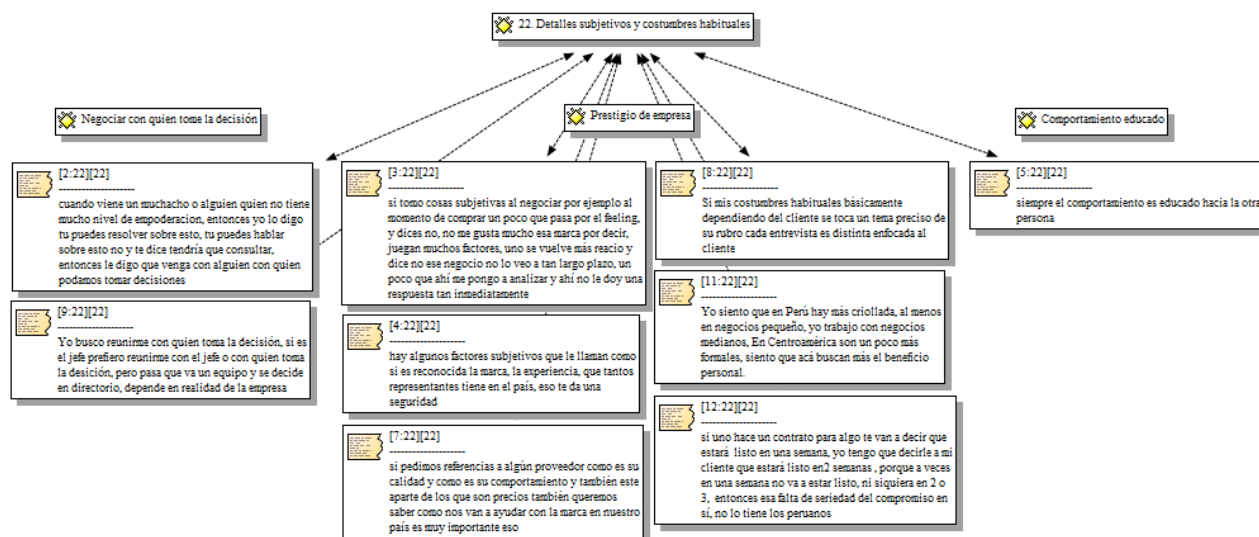 22. Detalles subjetivos y costumbres habituales
Negociar con quien tome la decisión
Prestigio de empresa
Comportamiento educado
[2:22][22]
--------------------
cuando viene un muchacho o alguien quien no tiene
mucho nivel de empoderacion, entonces yo lo digo
tu puedes resolver sobre esto, tu puedes hablar
sobre esto no y te dice tendría que consultar,
entonces le digo que venga con alguien con quien
podamos tomar decisiones
[9:22][22]
--------------------
Yo busco reunirme con quien toma la decisión, si es
el jefe prefiero reunirme con el jefe o con quien toma
la desición, pero pasa que va un equipo y se decide
en directorio, depende en realidad de la empresa
[3:22][22]
--------------------
si tomo cosas subjetivas al negociar por ejemplo al
momento de comprar un poco que pasa por el feeling,
y dices no, no me gusta mucho esa marca por decir,
juegan muchos factores, uno se vuelve más reacio y
dice no ese negocio no lo veo a tan largo plazo, un
poco que ahí me pongo a analizar y ahí no le doy una
respuesta tan inmediatamente
[4:22][22]
--------------------
hay algunos factores subjetivos que le llaman como
si es reconocida la marca, la experiencia, que tantos
representantes tiene en el país, eso te da una
seguridad
[7:22][22]
--------------------
si pedimos referencias a algún proveedor como es su
calidad y como es su comportamiento y también este
aparte de los que son precios también queremos
saber como nos van a ayudar con la marca en nuestro
país es muy importante eso
[8:22][22]
--------------------
Si mis costumbres habituales básicamente
dependiendo del cliente se toca un tema preciso de
su rubro cada entrevista es distinta enfocada al
cliente
[11:22][22]
--------------------
Yo siento que en Perú hay más criollada, al menos
en negocios pequeño, yo trabajo con negocios
medianos, En Centroamérica son un poco más
formales, siento que acá buscan más el beneficio
personal.
[12:22][22]
--------------------
si uno hace un contrato para algo te van a decir que
estará listo en una semana, yo tengo que decirle a mi
cliente que estará listo en2 semanas , porque a veces
en una semana no va a estar listo, ni siquiera en 2 o
3, entonces esa falta de seriedad del compromiso en
sí, no lo tiene los peruanos
[5:22][22]
--------------------
siempre el comportamiento es educado hacia la otra
persona